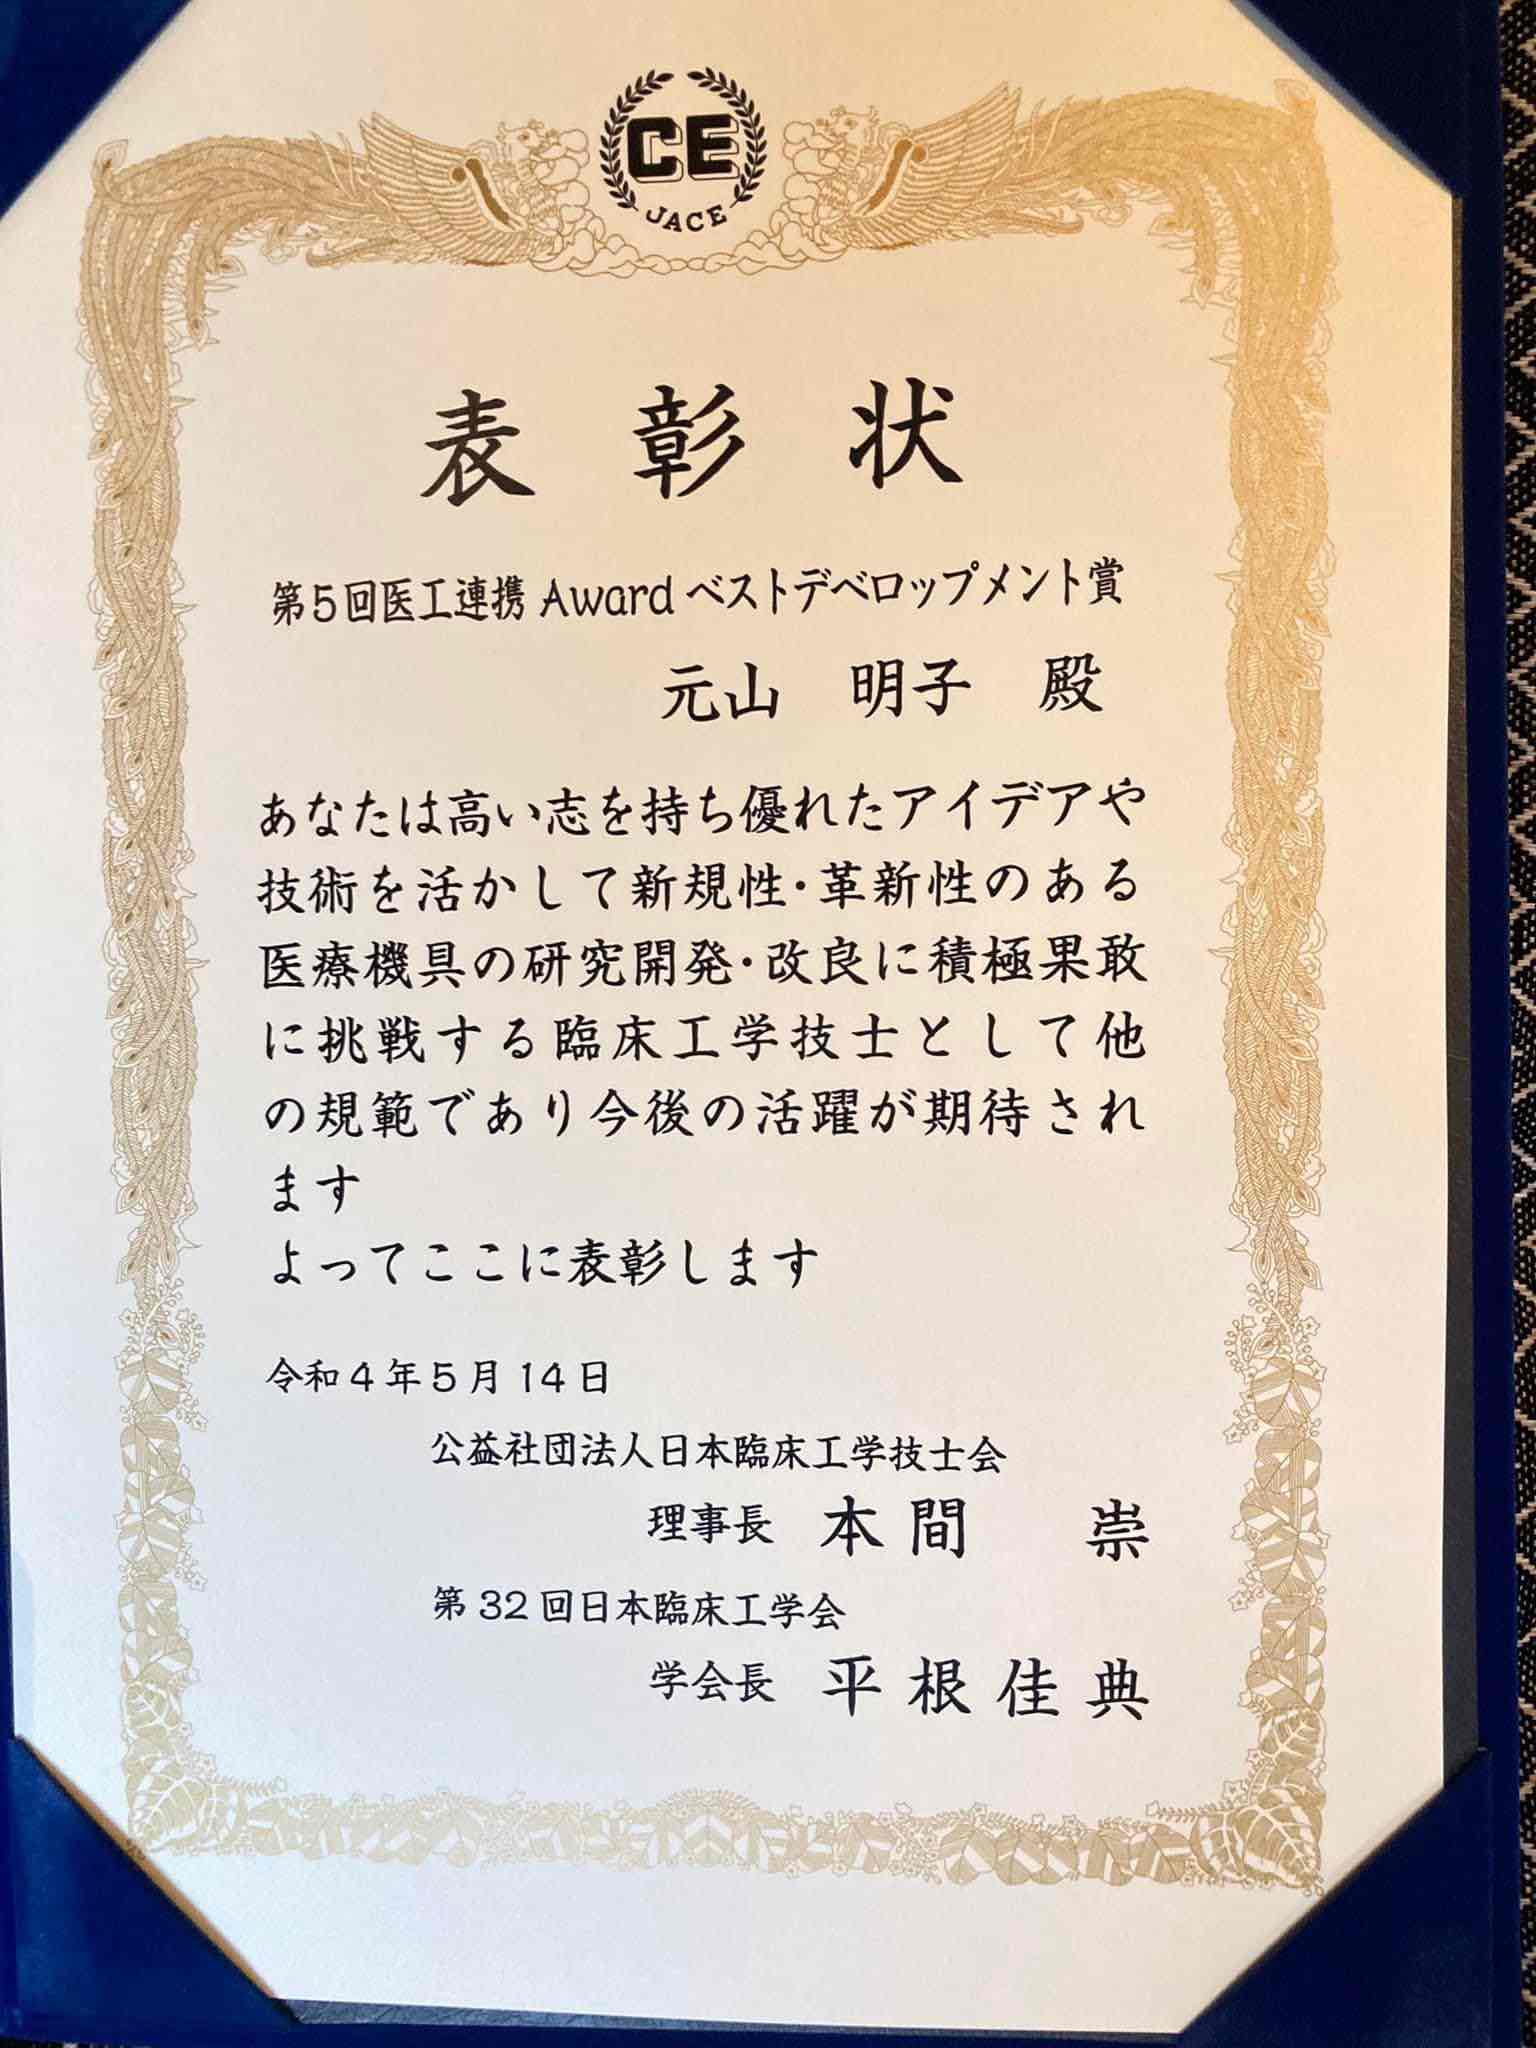 CE
JACE
表彰状
第5回医工連携 Award ベストデベロップメント賞
元山 明子 殿
あなたは高い志を持ち優れたアイデアや
技術を活かして新規性・革新性のある
医療機具の研究開発・改良に積極果敢
に挑戦する臨床工学技士として他
の規範であり今後の活躍が期待され
ます
よってここに表彰します
令和4年5月14日
公益社団法人日本臨床工学技士会
理事長 本間 崇
第32回日本臨床工学会
学会長 平根佳典